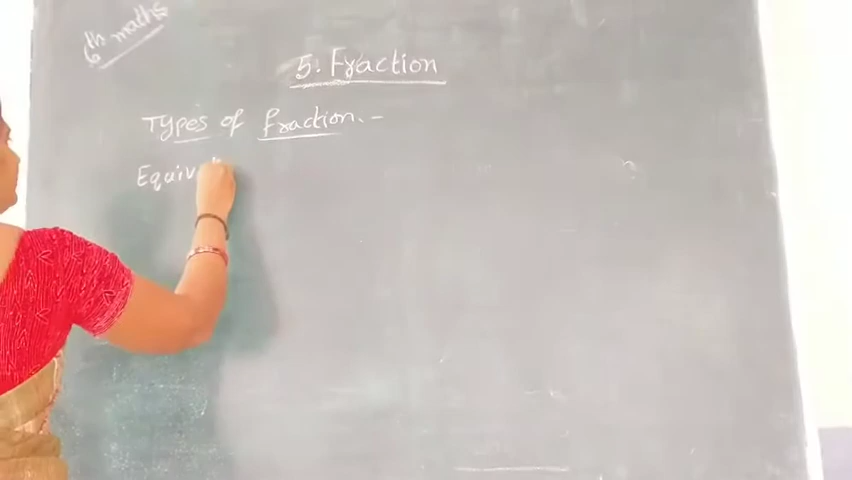 6th maths
5. Fraction
Types of fraction. -
Equiv